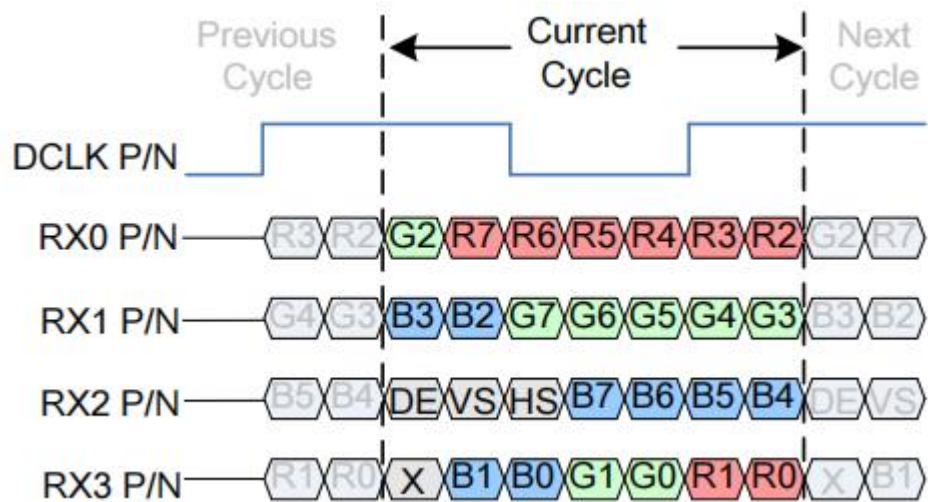 Previous Cycle Current Cycle Next Cycle
DCLK P/N
RX0 P/N R3 R2 G2 R7 R6 R5 R4 R3 R2 G2 R7
RX1 P/N G4 G3 B3 B2 G7 G6 G5 G4 G3 B3 B2
RX2 P/N B5 B4 DE VS HS B7 B6 B5 B4 DE VS
RX3 P/N R1 R0 X B1 B0 G1 G0 R1 R0 X B1